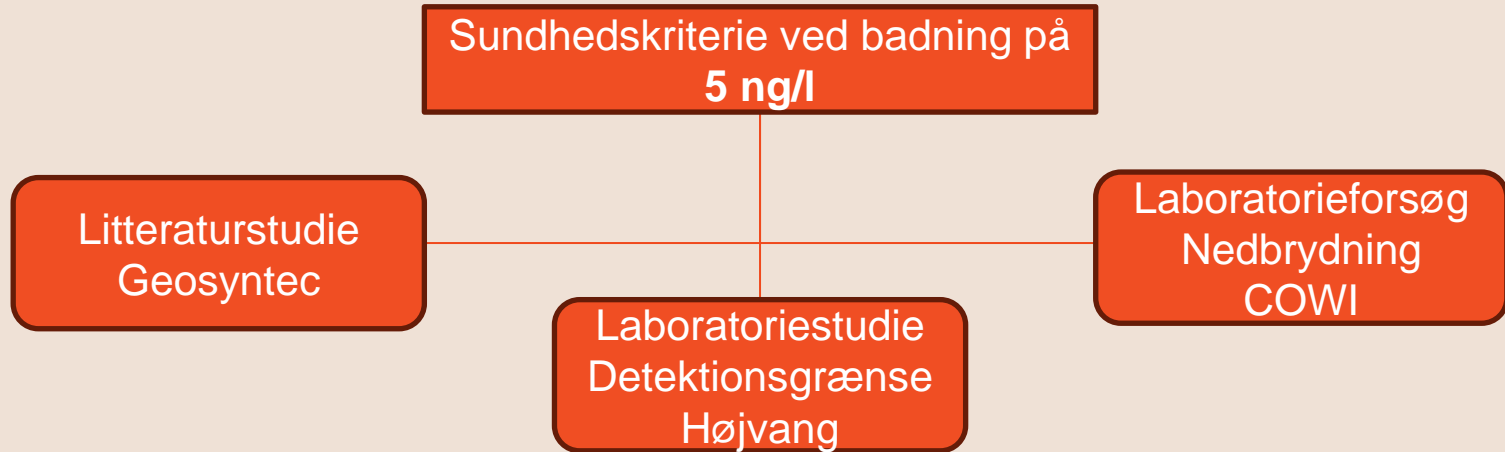 Sundhedskriterie ved badning på
5 ng/l
Litteraturstudie
Geosyntec
Laboratoriestudie
Detektionsgrænse
Højvang
Laboratorieforsøg
Nedbrydning
COWI